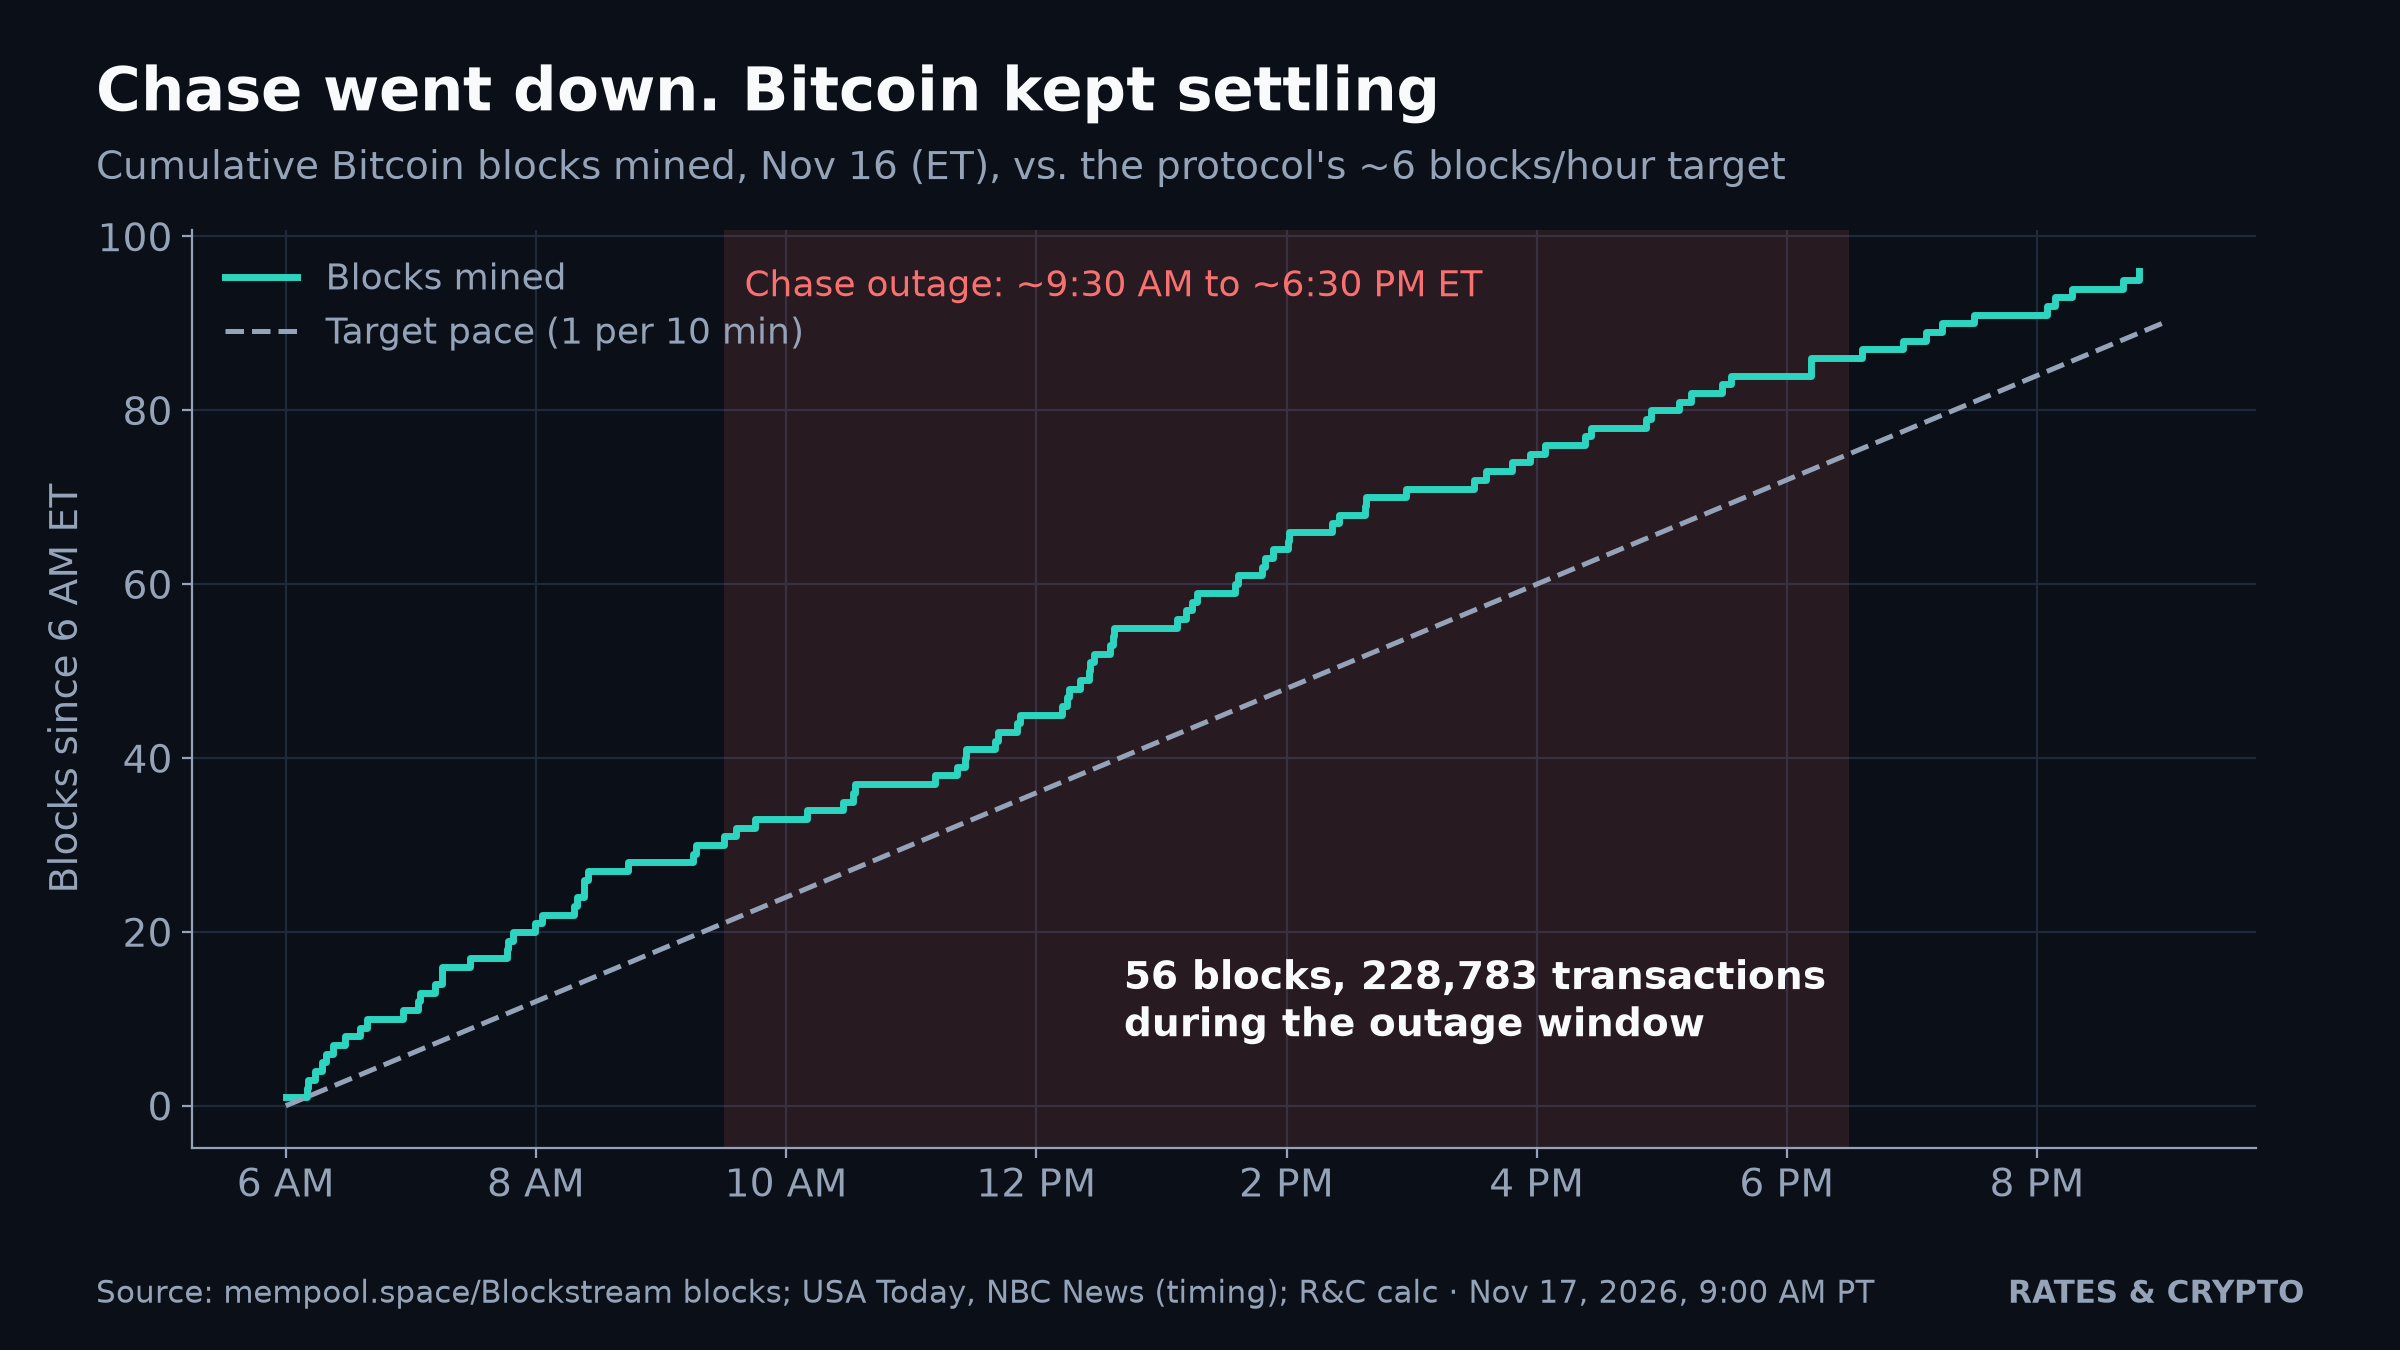 Chase went down. Bitcoin kept settling
Cumulative Bitcoin blocks mined, Nov 16 (ET), vs. the protocol's ~6 blocks/hour target
Blocks mined
Target pace (1 per 10 min)
Chase outage: ~9:30 AM to ~6:30 PM ET
Blocks since 6 AM ET
100
80
60
40
20
0
56 blocks, 228,783 transactions
during the outage window
6 AM 8 AM 10 AM 12 PM 2 PM 4 PM 6 PM 8 PM
Source: mempool.space/Blockstream blocks; USA Today, NBC News (timing); R&C calc · Nov 17, 2026, 9:00 AM PT
RATES & CRYPTO